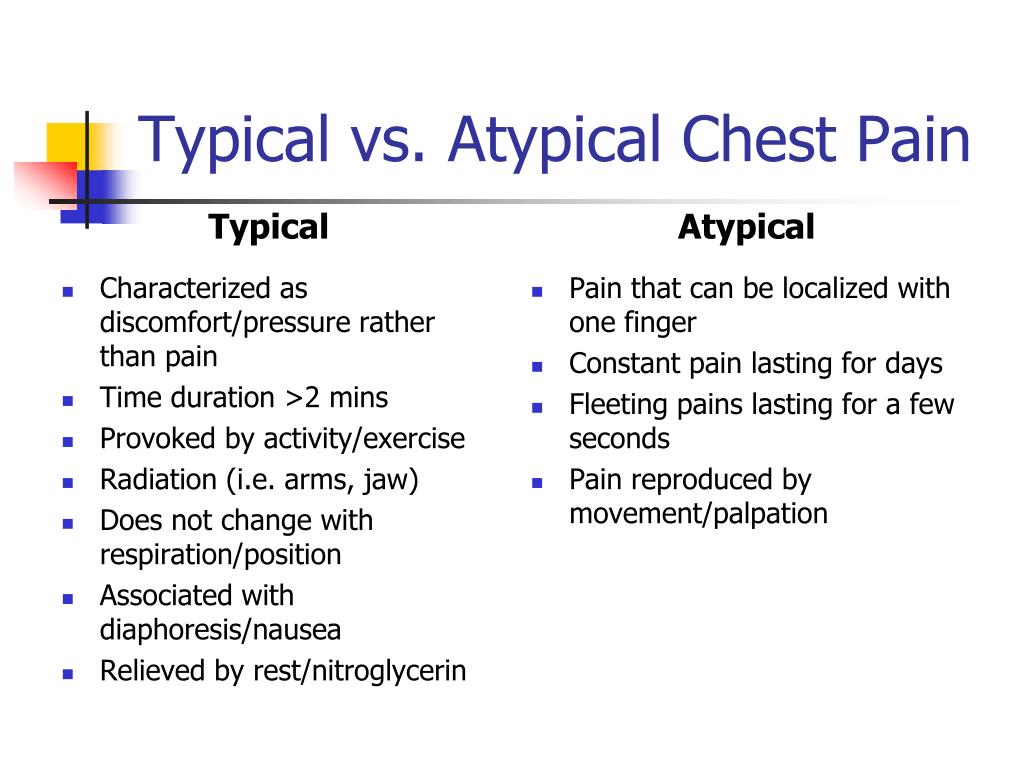 Typical vs. Atypical Chest Pain
Typical
■ Characterized as
discomfort/pressure rather
than pain
■ Time duration >2 mins
■ Provoked by activity/exercise
■ Radiation (i.e. arms, jaw)
■ Does not change with
respiration/position
■ Associated with
diaphoresis/nausea
■ Relieved by rest/nitroglycerin
Atypical
■ Pain that can be localized with
one finger
■ Constant pain lasting for days
■ Fleeting pains lasting for a few
seconds
■ Pain reproduced by
movement/palpation